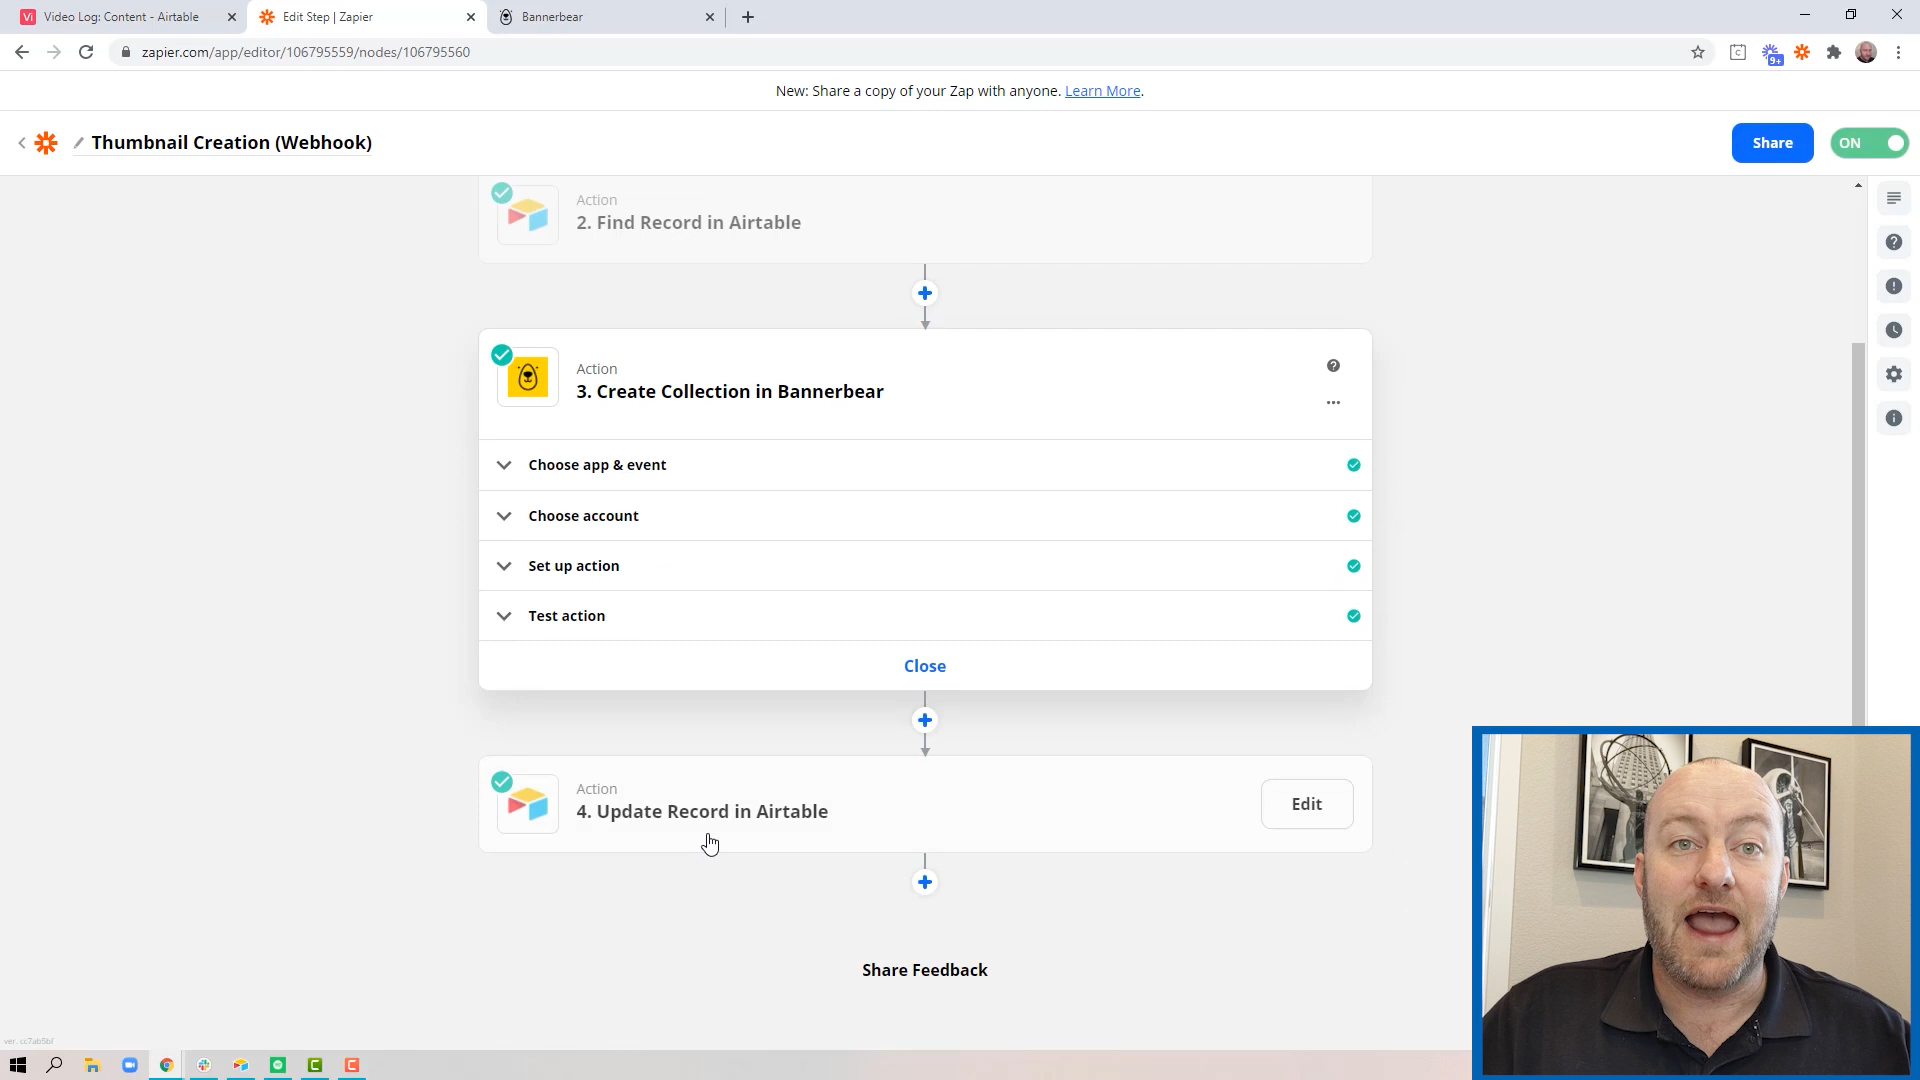 Vi Video Log: Content - Airtable
Edit Step | Zapier
Bannerbear
zapier.com/app/editor/106795559/nodes/106795560
9+
New: Share a copy of your Zap with anyone. Learn More.
Thumbnail Creation (Webhook)
Share
ON
Action
2. Find Record in Airtable
Action
3. Create Collection in Bannerbear
Choose app & event
Choose account
Set up action
Test action
Close
Action
4. Update Record in Airtable
Edit
Share Feedback